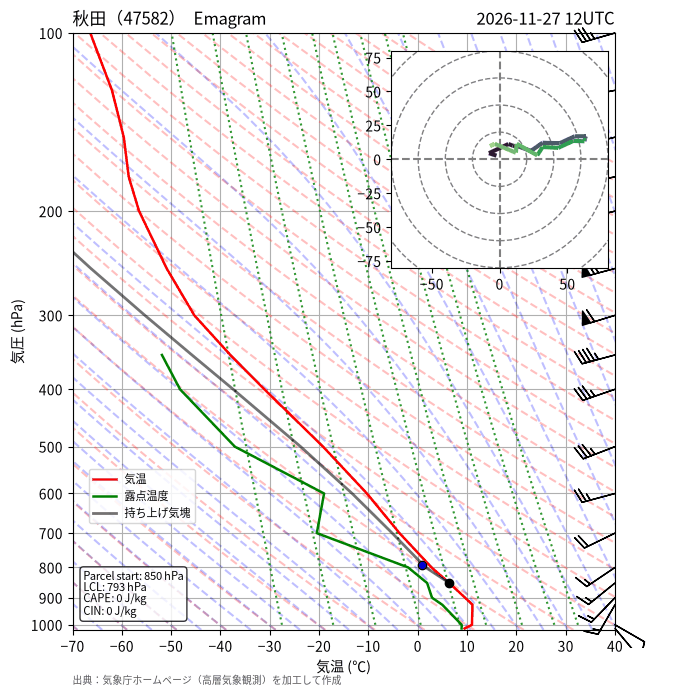 秋田（47582） Emagram
2026-11-27 12UTC
100
200
300
400
500
600
700
800
900
1000
気圧 (hPa)
75
50
25
0
−25
−50
−75
−50
0
50
気温
露点温度
持ち上げ気塊
Parcel start: 850 hPa
LCL: 793 hPa
CAPE: 0 J/kg
CIN: 0 J/kg
−70
−60
−50
−40
−30
−20
−10
0
10
20
30
40
気温 (°C)
出典：気象庁ホームページ（高層気象観測）を加工して作成